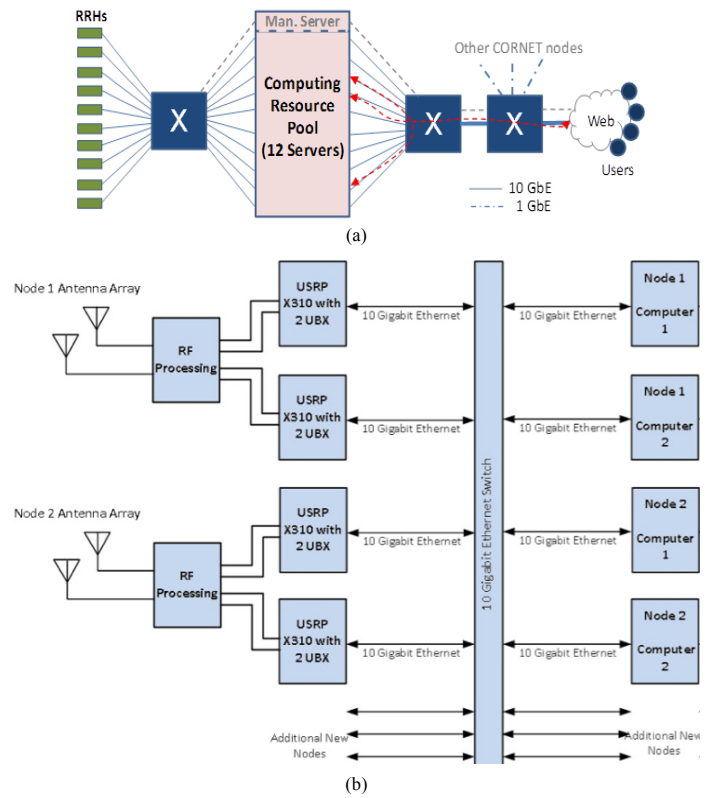 RRHs
Man. Server
Computing
Resource
Pool
(12 Servers)
X
X
X
Other CORNET nodes
Web
Users
10 GbE
1 GbE
(a)
Node 1 Antenna Array
RF
Processing
USRP
X310 with
2 UBX
10 Gigabit Ethernet
10 Gigabit Ethernet
Node 1
Computer
1
USRP
X310 with
2 UBX
10 Gigabit Ethernet
10 Gigabit Ethernet
Node 1
Computer
2
10 Gigabit Ethernet Switch
Node 2 Antenna Array
RF
Processing
USRP
X310 with
2 UBX
10 Gigabit Ethernet
10 Gigabit Ethernet
Node 2
Computer
1
USRP
X310 with
2 UBX
10 Gigabit Ethernet
10 Gigabit Ethernet
Node 2
Computer
2
Additional New
Nodes
Additional New
Nodes
(b)